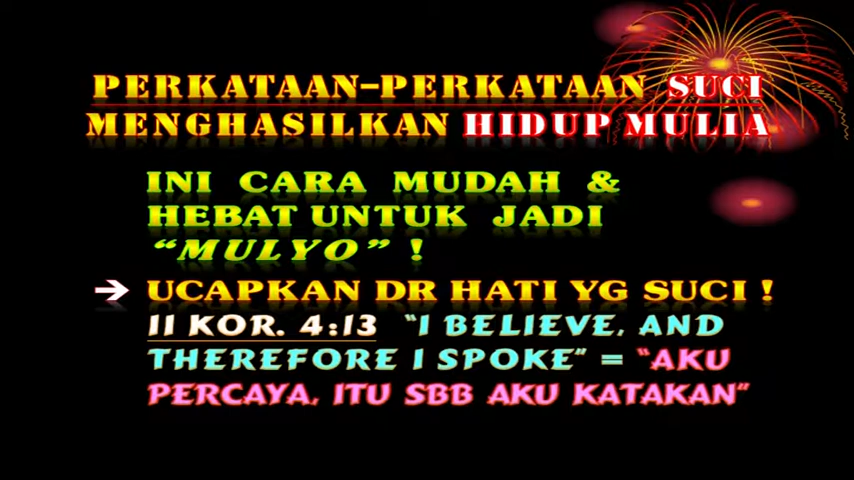 PERKATAAN-PERKATAAN SUCI
MENGHASILKAN HIDUP MULIA
INI CARA MUDAH &
HEBAT UNTUK JADI
"MULYO" !
→ UCAPKAN DR HATI YG SUCI !
II KOR. 4:13 "I BELIEVE, AND
THEREFORE I SPOKE" = "AKU
PERCAYA, ITU SBB AKU KATAKAN"